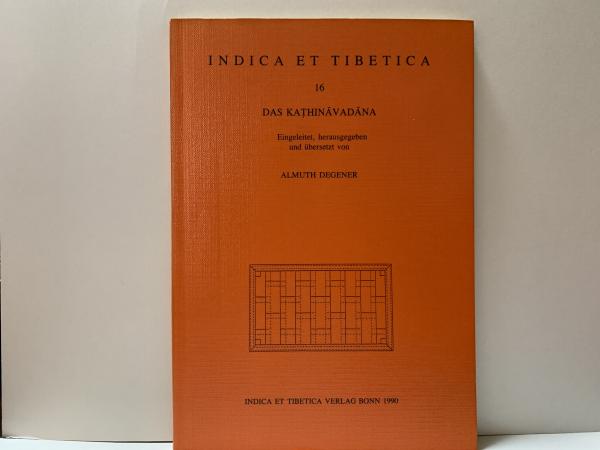 INDICA ET TIBETICA
16
DAS KAṬHINĀVADĀNA
Eingeleitet, herausgegeben
und übersetzt von
ALMUTH DEGENER
INDICA ET TIBETICA VERLAG BONN 1990